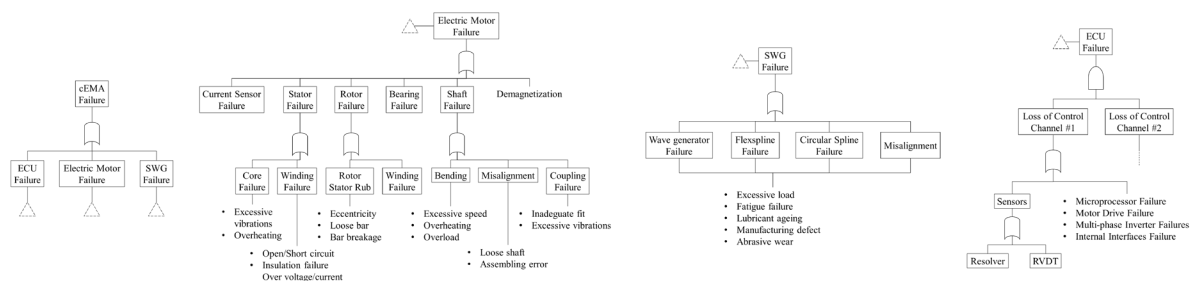 cEMA
Failure
ECU
Failure
Electric Motor
Failure
SWG
Failure
Electric Motor
Failure
Current Sensor
Failure
Stator
Failure
Rotor
Failure
Bearing
Failure
Shaft
Failure
Demagnetization
Core
Failure
Winding
Failure
Rotor
Stator Rub
Winding
Failure
Bending
Misalignment
Coupling
Failure
• Excessive
vibrations
• Overheating
• Open/Short circuit
• Insulation failure
Over voltage/current
• Eccentricity
• Loose bar
• Bar breakage
• Excessive speed
• Overheating
• Overload
• Loose shaft
• Assembling error
• Inadeguate fit
• Excessive vibrations
SWG
Failure
Wave generator
Failure
Flexspline
Failure
Circular Spline
Failure
Misalignment
• Excessive load
• Fatigue failure
• Lubricant ageing
• Manufacturing defect
• Abrasive wear
ECU
Failure
Loss of Control
Channel #1
Loss of Control
Channel #2
Sensors
• Microprocessor Failure
• Motor Drive Failure
• Multi-phase Inverter Failures
• Internal Interfaces Failure
Resolver
RVDT